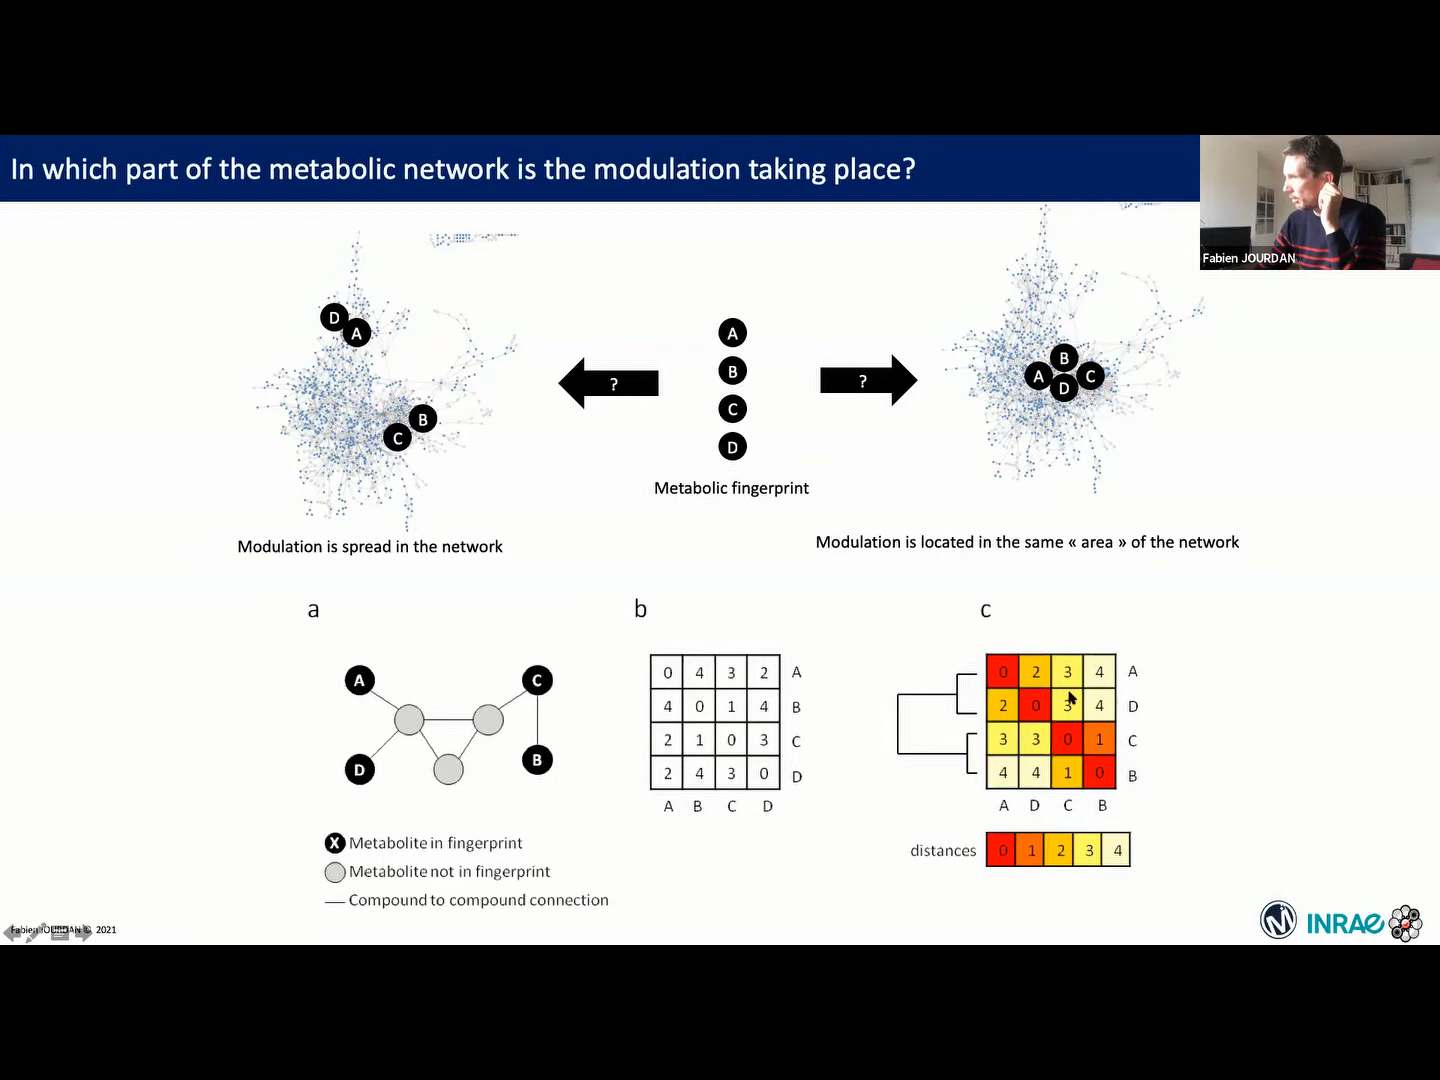 In which part of the metabolic network is the modulation taking place?
Fabien JOURDAN
D
A
B
C
?
A
B
C
D
?
B
A
C
D
Metabolic fingerprint
Modulation is spread in the network
Modulation is located in the same « area » of the network
a
b
c
A
C
D
B
0 4 3 2 A
4 0 1 4 B
2 1 0 3 C
2 4 3 0 D
A B C D
0 2 3 4 A
2 0 3 4 D
3 3 0 1 C
4 4 1 0 B
A D C B
X Metabolite in fingerprint
Metabolite not in fingerprint
Compound to compound connection
distances 0 1 2 3 4
Fabien JOURDAN © 2021
INRAE